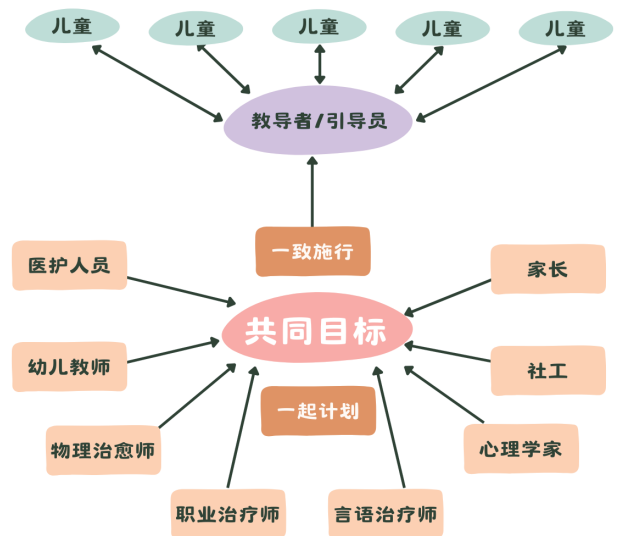 儿童
儿童
儿童
儿童
儿童
教导者/引导员
一致施行
医护人员
家长
共同目标
幼儿教师
社工
一起计划
物理治愈师
心理学家
职业治疗师
言语治疗师